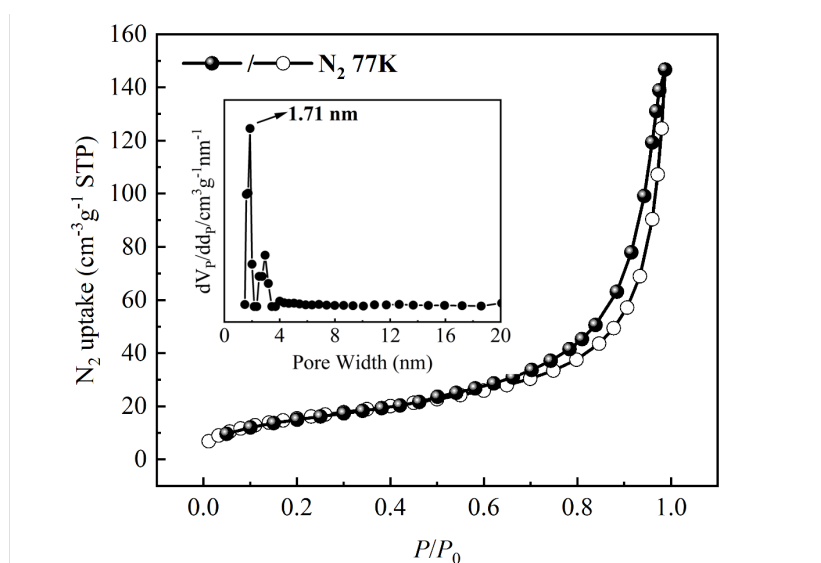 160
140
120
100
80
60
40
20
0
N₂ uptake (cm⁻³g⁻¹ STP)
/ N₂ 77K
1.71 nm
dV_P/dd_P/cm³g⁻¹nm⁻¹
0 4 8 12 16 20
Pore Width (nm)
0.0 0.2 0.4 0.6 0.8 1.0
P/P₀